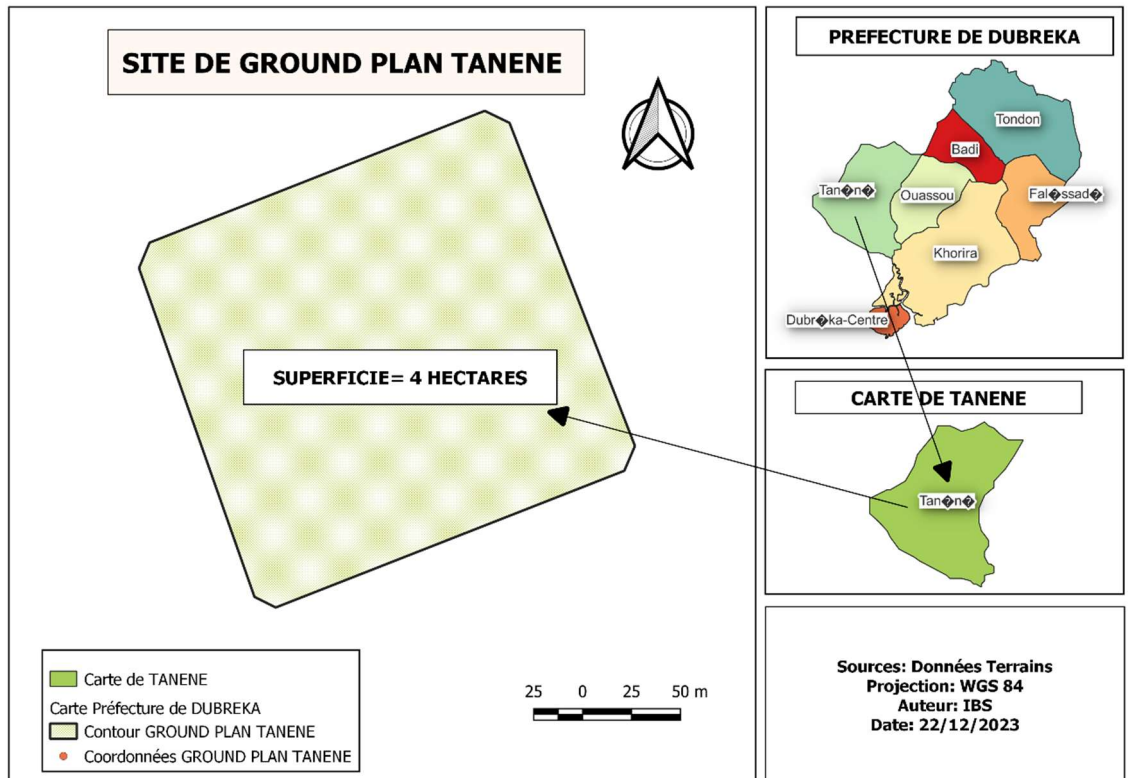 SITE DE GROUND PLAN TANENE
SUPERFICIE= 4 HECTARES
Carte de TANENE
Carte Préfecture de DUBREKA
Contour GROUND PLAN TANENE
Coordonnées GROUND PLAN TANENE
25 0 25 50 m
PREFECTURE DE DUBREKA
Tondon
Badi
Tan�n�
Ouassou
Fal�ssad�
Khorira
Dubr�ka-Centre
CARTE DE TANENE
Tan�n�
Sources: Données Terrains
Projection: WGS 84
Auteur: IBS
Date: 22/12/2023